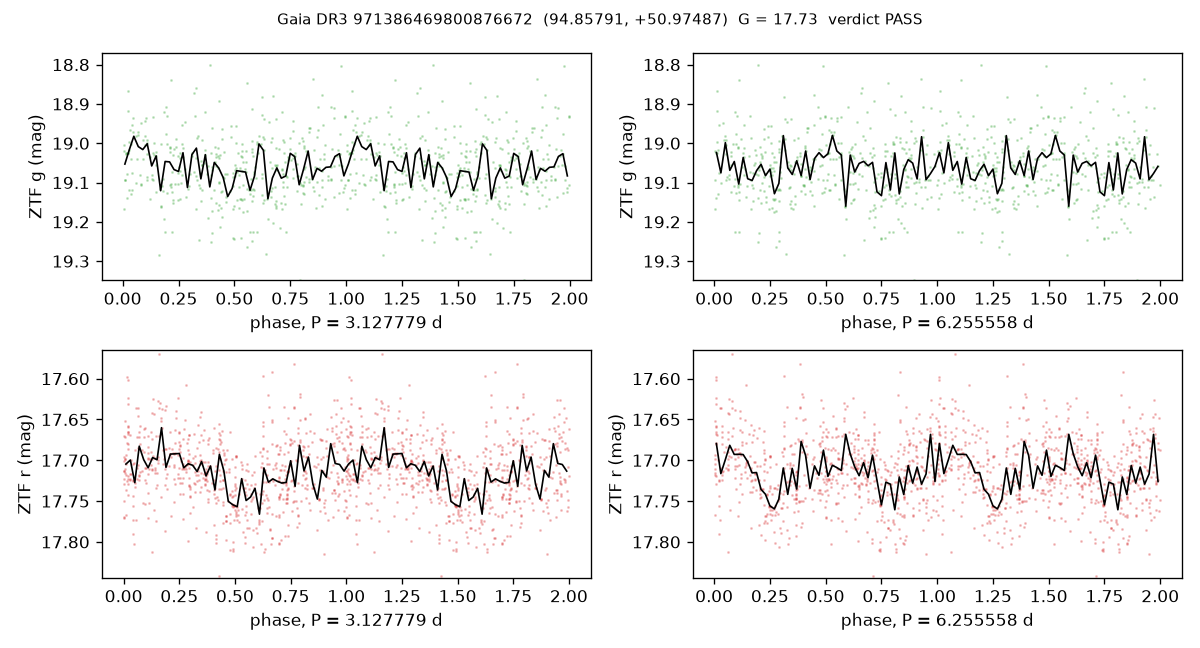 Gaia DR3 971386469800876672 (94.85791, +50.97487) G = 17.73 verdict PASS
ZTF g (mag)
18.8
18.9
19.0
19.1
19.2
19.3
0.00 0.25 0.50 0.75 1.00 1.25 1.50 1.75 2.00
phase, P = 3.127779 d
ZTF g (mag)
18.8
18.9
19.0
19.1
19.2
19.3
0.00 0.25 0.50 0.75 1.00 1.25 1.50 1.75 2.00
phase, P = 6.255558 d
ZTF r (mag)
17.60
17.65
17.70
17.75
17.80
0.00 0.25 0.50 0.75 1.00 1.25 1.50 1.75 2.00
phase, P = 3.127779 d
ZTF r (mag)
17.60
17.65
17.70
17.75
17.80
0.00 0.25 0.50 0.75 1.00 1.25 1.50 1.75 2.00
phase, P = 6.255558 d